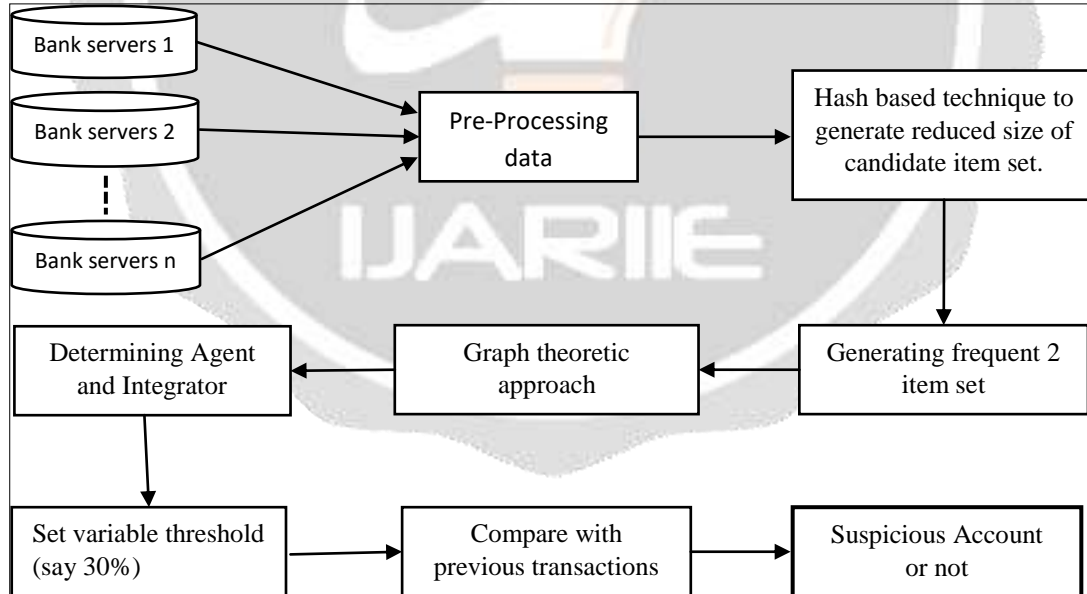 Bank servers 1
Bank servers 2
Bank servers n
Pre-Processing
data
Hash based technique to
generate reduced size of
candidate item set.
IJARIIE
Determining Agent
and Integrator
Graph theoretic
approach
Generating frequent 2
item set
Set variable threshold
(say 30%)
Compare with
previous transactions
Suspicious Account
or not